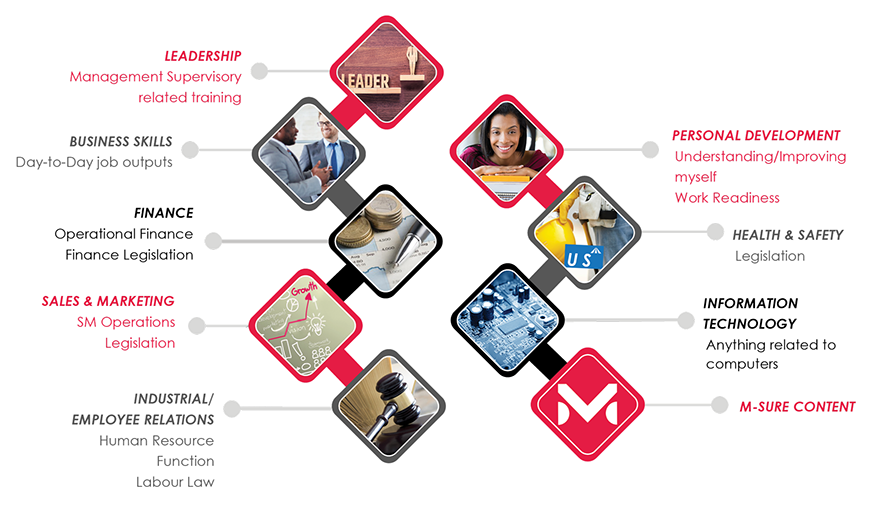 LEADERSHIP
Management Supervisory
related training
LEADER
BUSINESS SKILLS
Day-to-Day job outputs
FINANCE
Operational Finance
Finance Legislation
SALES & MARKETING
SM Operations
Legislation
Growth
INDUSTRIAL/
EMPLOYEE RELATIONS
Human Resource
Function
Labour Law
PERSONAL DEVELOPMENT
Understanding/Improving
myself
Work Readiness
HEALTH & SAFETY
Legislation
US
INFORMATION
TECHNOLOGY
Anything related to
computers
M
M-SURE CONTENT